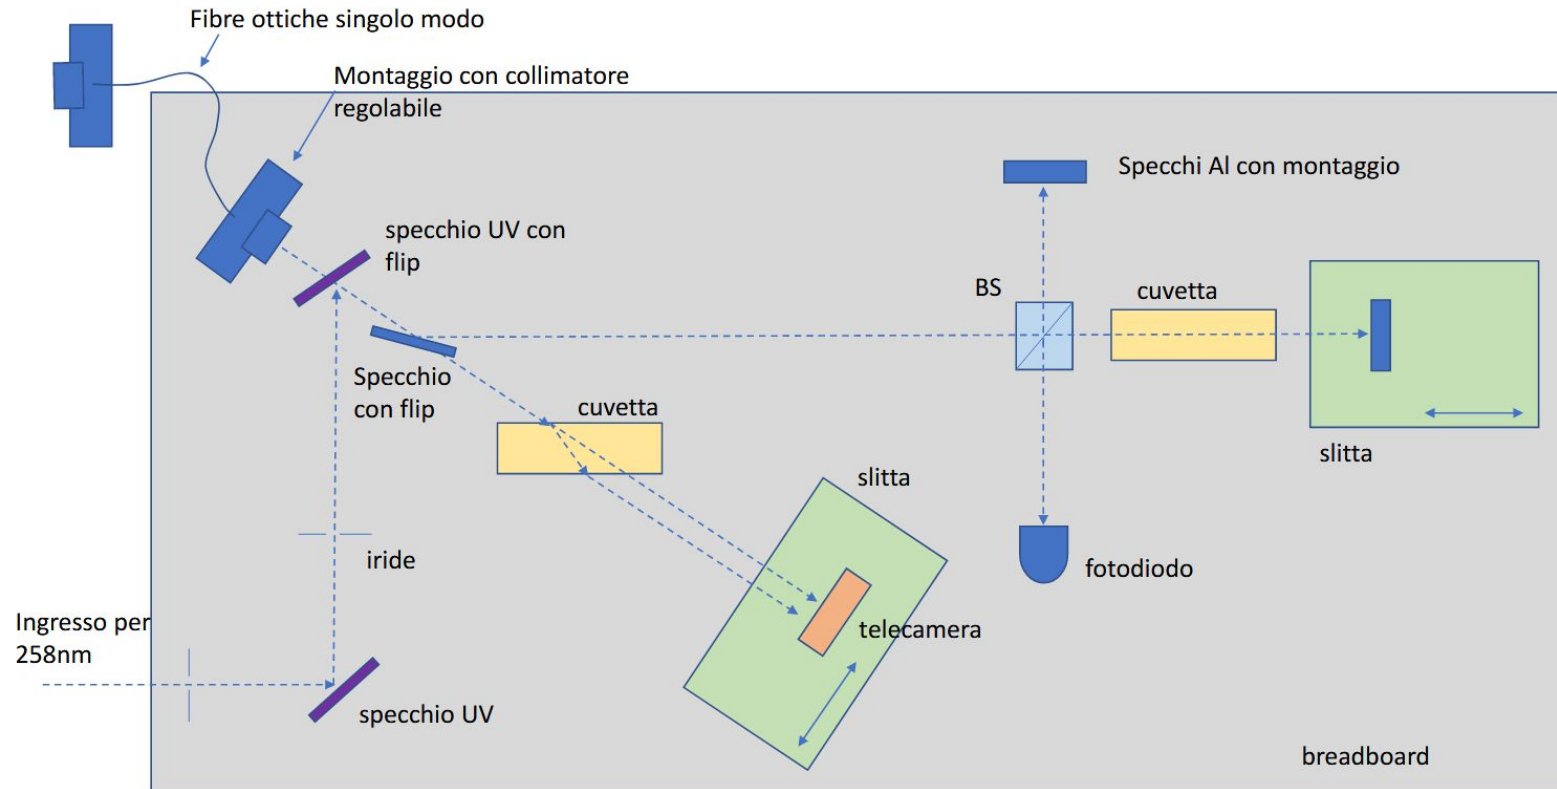 Fibre ottiche singolo modo
Montaggio con collimatore
regolabile
Specchi Al con montaggio
specchio UV con
flip
BS
cuvetta
Specchio
con flip
cuvetta
slitta
slitta
iride
fotodiodo
Ingresso per
258nm
telecamera
specchio UV
breadboard